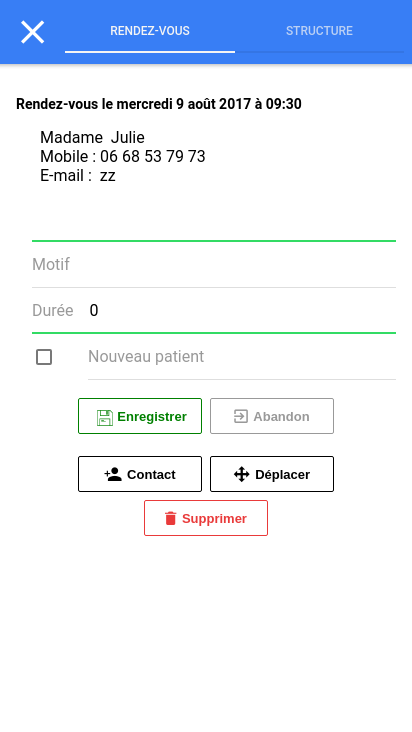 RENDEZ-VOUS STRUCTURE
Rendez-vous le mercredi 9 août 2017 à 09:30
Madame  Julie
Mobile : 06 68 53 79 73
E-mail :  zz
Motif
Durée 0
Nouveau patient
Enregistrer Abandon
Contact Déplacer
Supprimer